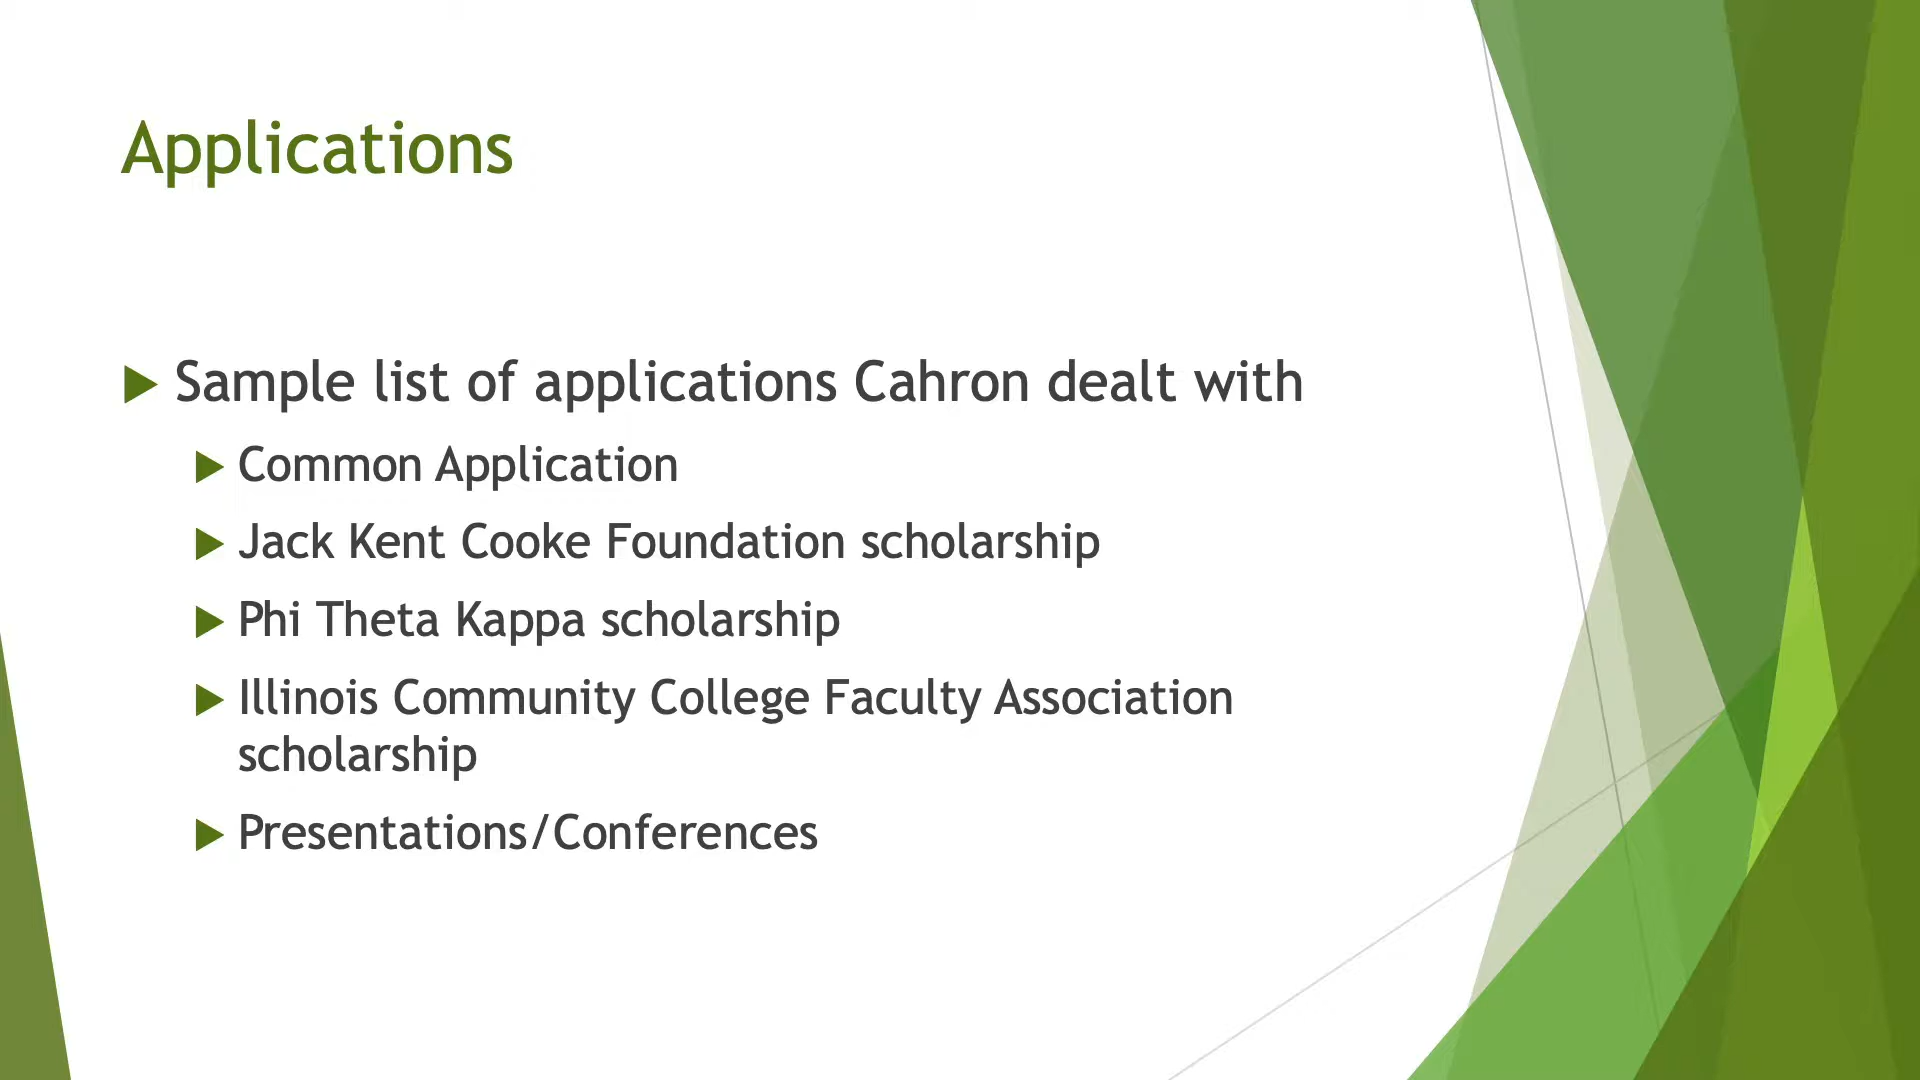 Applications
Sample list of applications Cahron dealt with
Common Application
Jack Kent Cooke Foundation scholarship
Phi Theta Kappa scholarship
Illinois Community College Faculty Association
scholarship
Presentations/Conferences